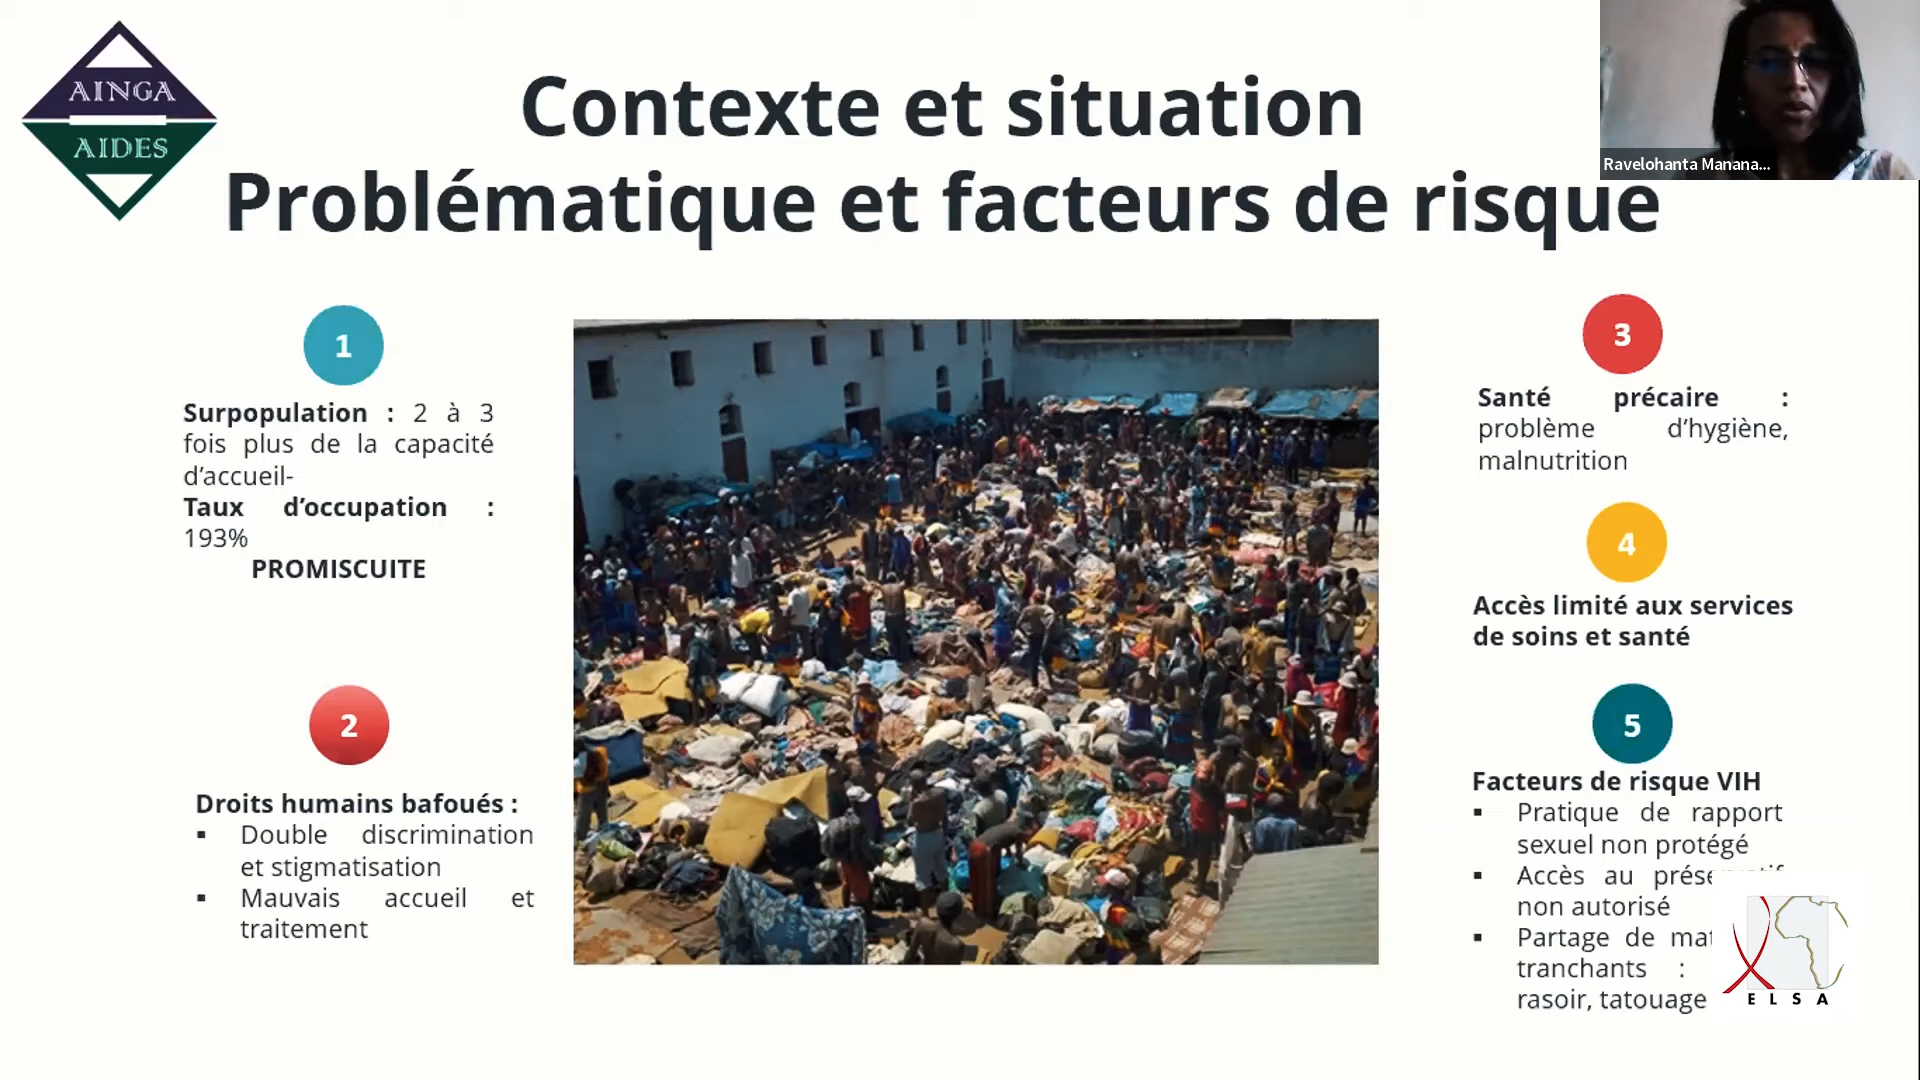 AINGA
AIDES
Contexte et situation
Problématique et facteurs de risque
Ravelohanta Manana...
1
Surpopulation : 2 à 3
fois plus de la capacité
d’accueil-
Taux d’occupation :
193%
PROMISCUITE
2
Droits humains bafoués :
▪ Double discrimination
et stigmatisation
▪ Mauvais accueil et
traitement
3
Santé précaire :
problème d’hygiène,
malnutrition
4
Accès limité aux services
de soins et santé
5
Facteurs de risque VIH
▪ Pratique de rapport
sexuel non protégé
▪ Accès au
non autorisé
▪ Partage de
tranchants :
rasoir, tatouage
ELSA